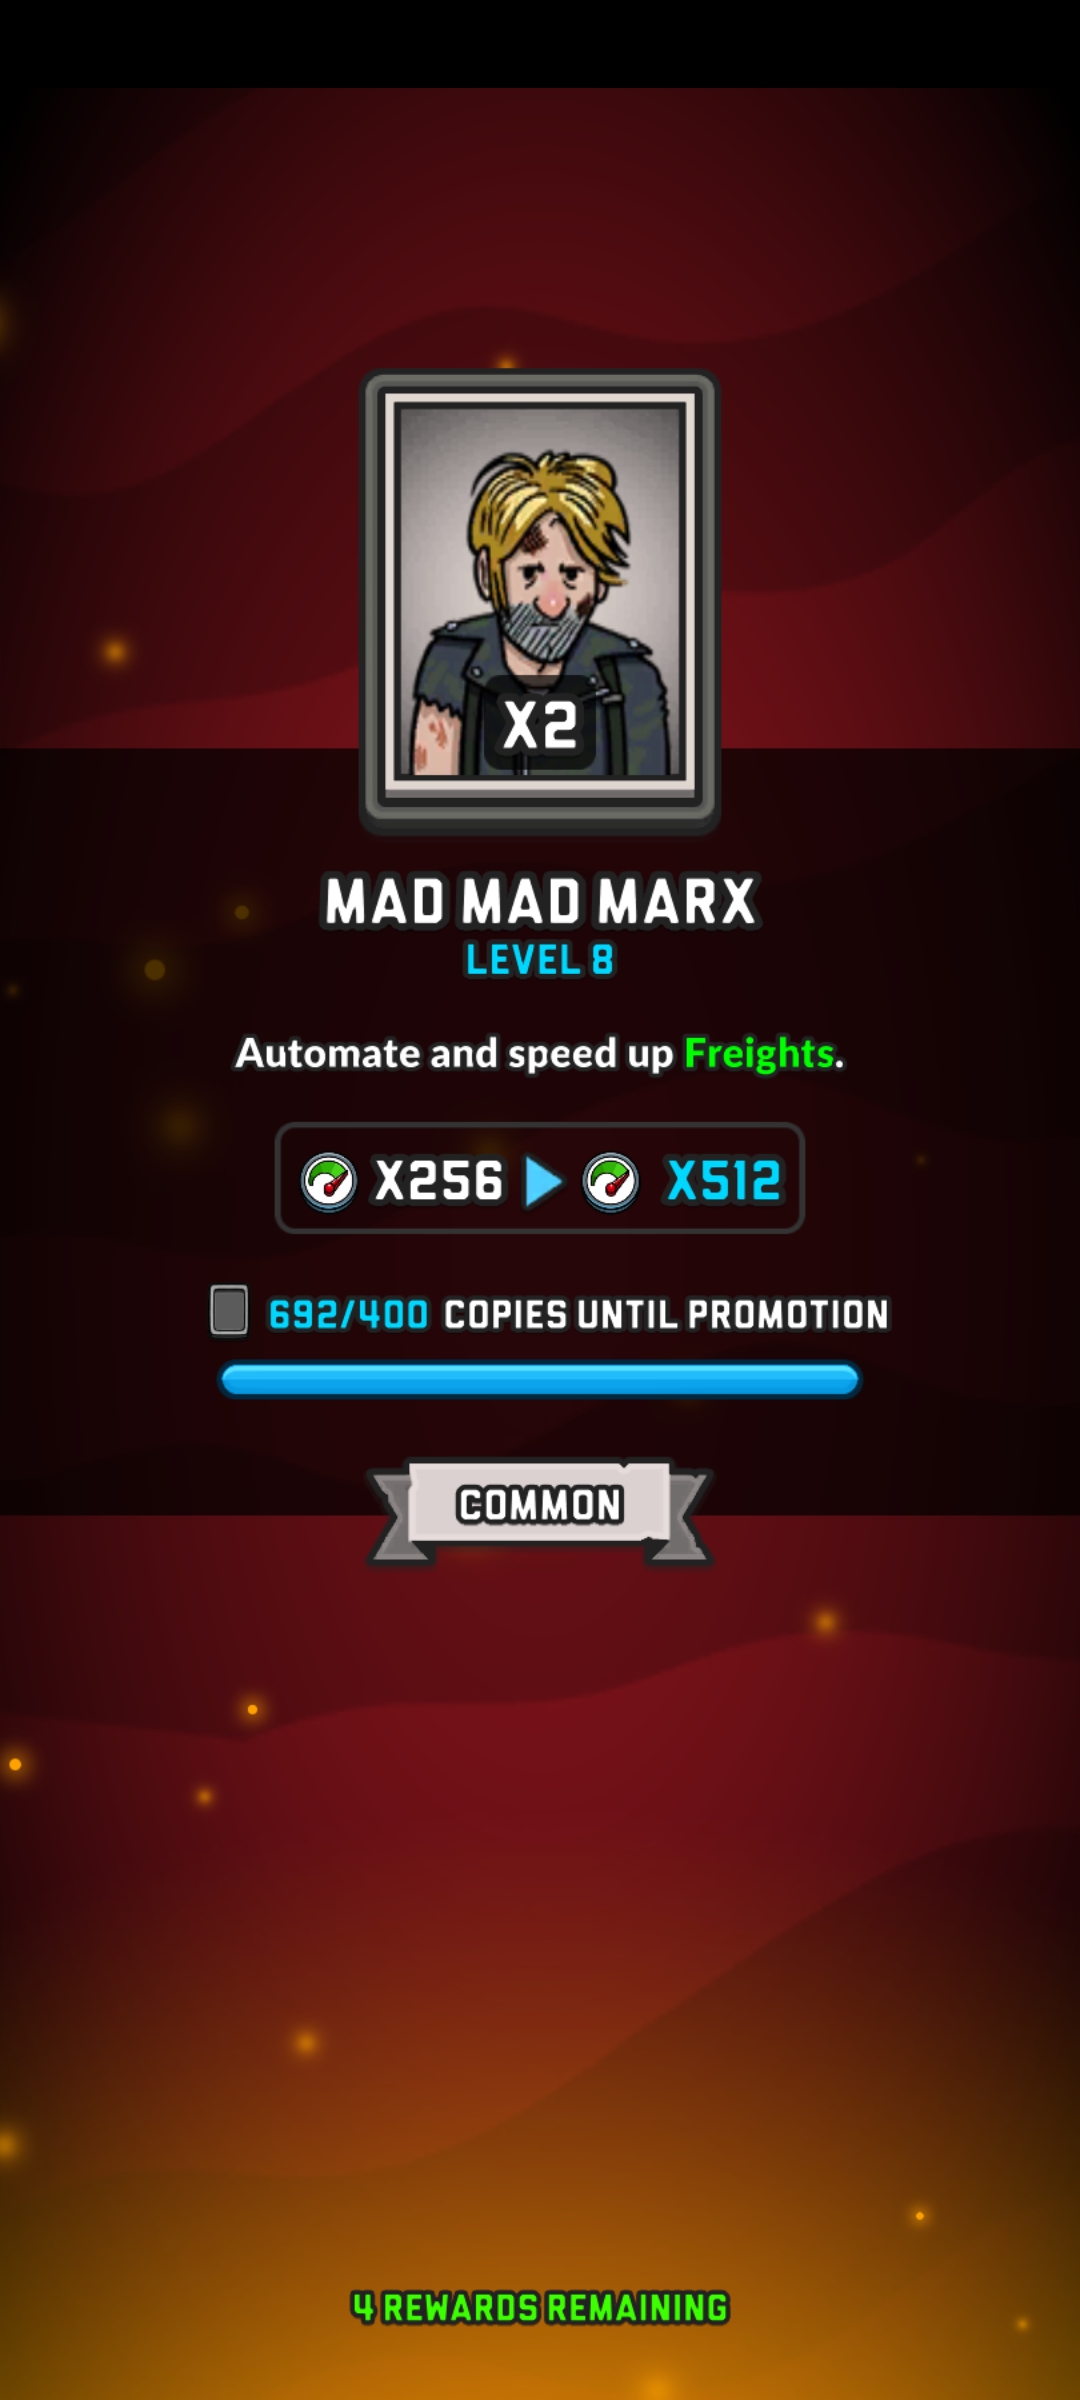 X2
MAD MAD MARX
LEVEL 8
Automate and speed up Freights.
X256 X512
692/400 COPIES UNTIL PROMOTION
COMMON
4 REWARDS REMAINING